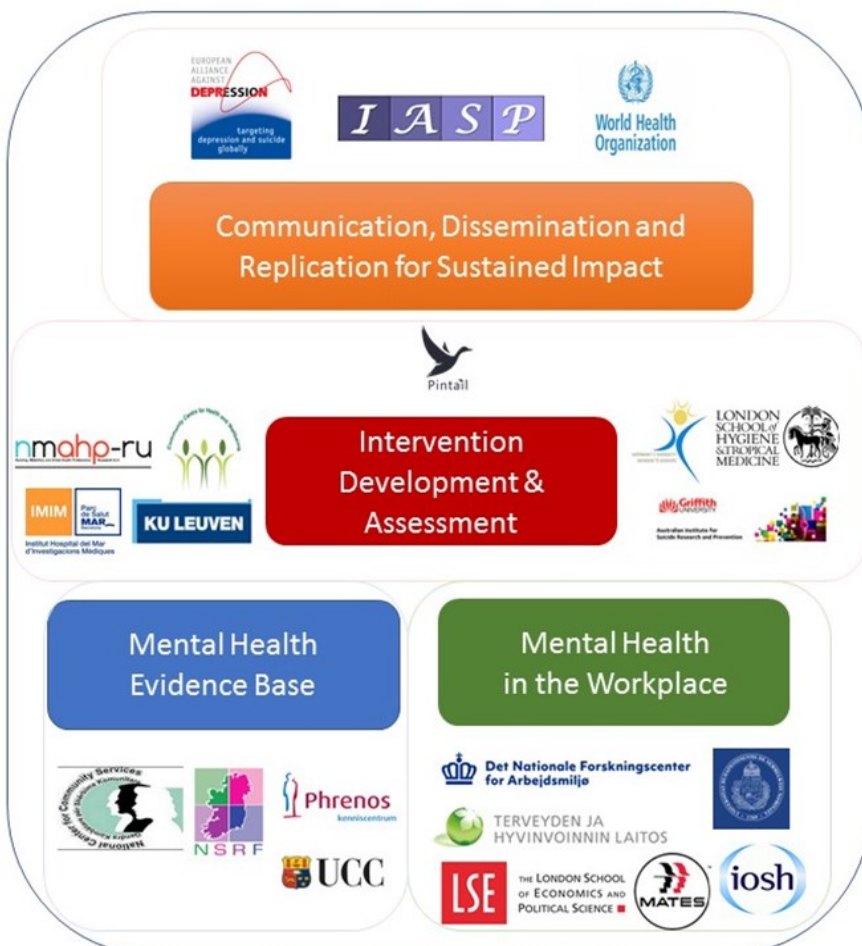 EUROPEAN
ALLIANCE
AGAINST
DEPRESSION
targeting
depression and suicide
globally
I A S P
World Health
Organization
Communication, Dissemination and
Replication for Sustained Impact
Pintail
nmahp-ru
Intervention
Development &
Assessment
LONDON
SCHOOL of
HYGIENE
& TROPICAL
MEDICINE
IMIM
Parc
de Salut
MAR
Barcelona
Institut Hospital del Mar
d'Investigacions Mèdiques
KU LEUVEN
Griffith
UNIVERSITY
Australian Institute for
Suicide Research and Prevention
Mental Health
Evidence Base
Mental Health
in the Workplace
National Center for Community Services
NSRF
Phrenos
kenniscentrum
UCC
Det Nationale Forskningscenter
for Arbejdsmiljø
TERVEYDEN JA
HYVINVOINNIN LAITOS
LSE
THE LONDON SCHOOL
OF ECONOMICS AND
POLITICAL SCIENCE
MATES
iosh